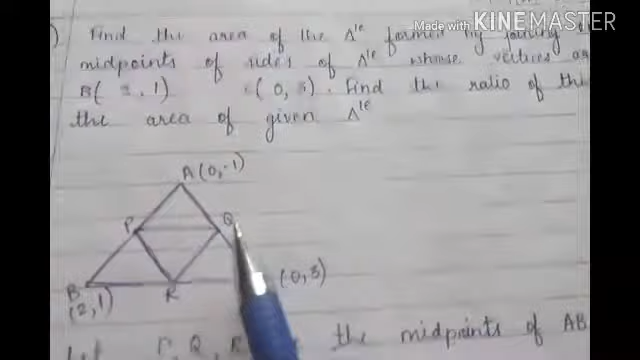 Made with KINEMASTER
) Find the area of the Δle formed by joining
midpoints of sides of Δle whose vertices
B( 2, 1) (0, 3). Find the ratio of this
the area of given Δle
A(0,-1)
P Q
B R (0,3)
(2,1)
Let P, Q, R the midpoints of AB